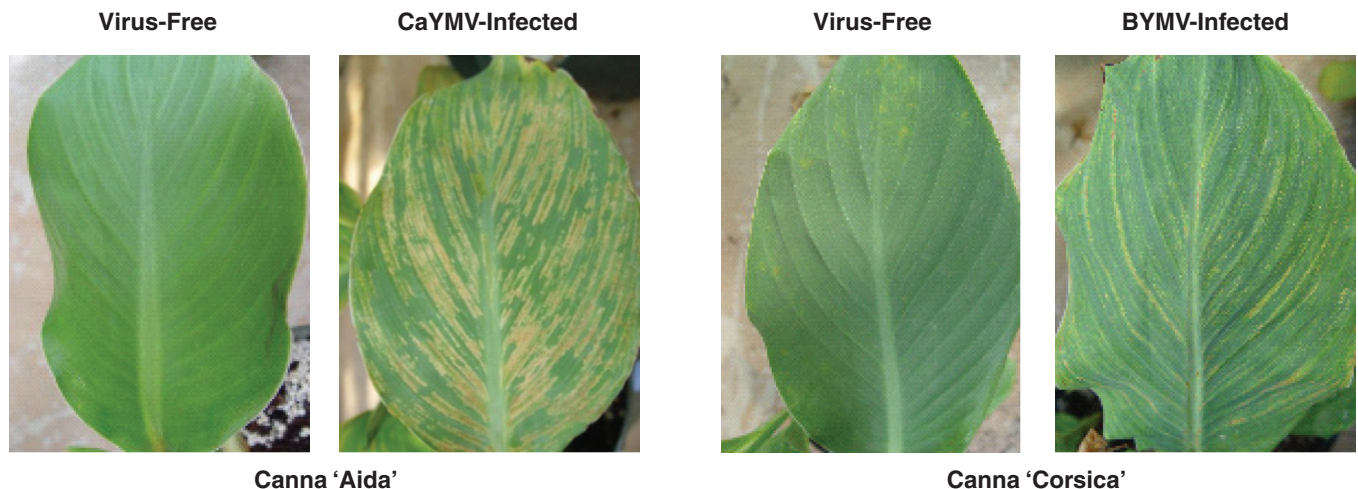 Virus-Free
CaYMV-Infected
Virus-Free
BYMV-Infected
Canna ‘Aida’
Canna ‘Corsica’